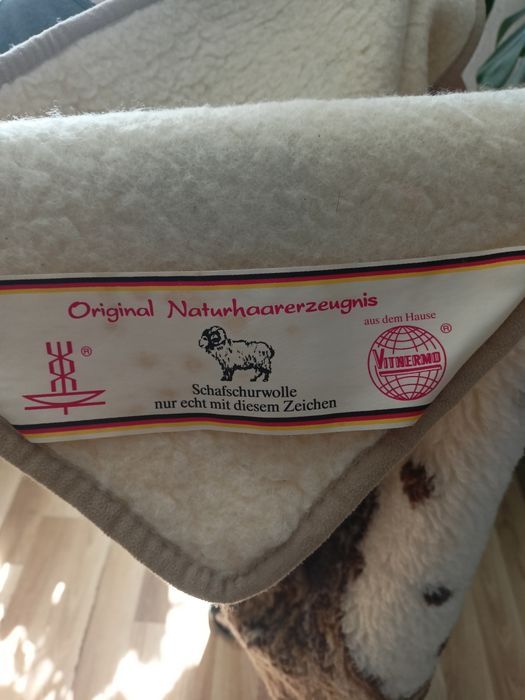 Original Naturhaarerzeugnis
aus dem Hause
®
®
VITHERMO
Schafschurwolle
nur echt mit diesem Zeichen